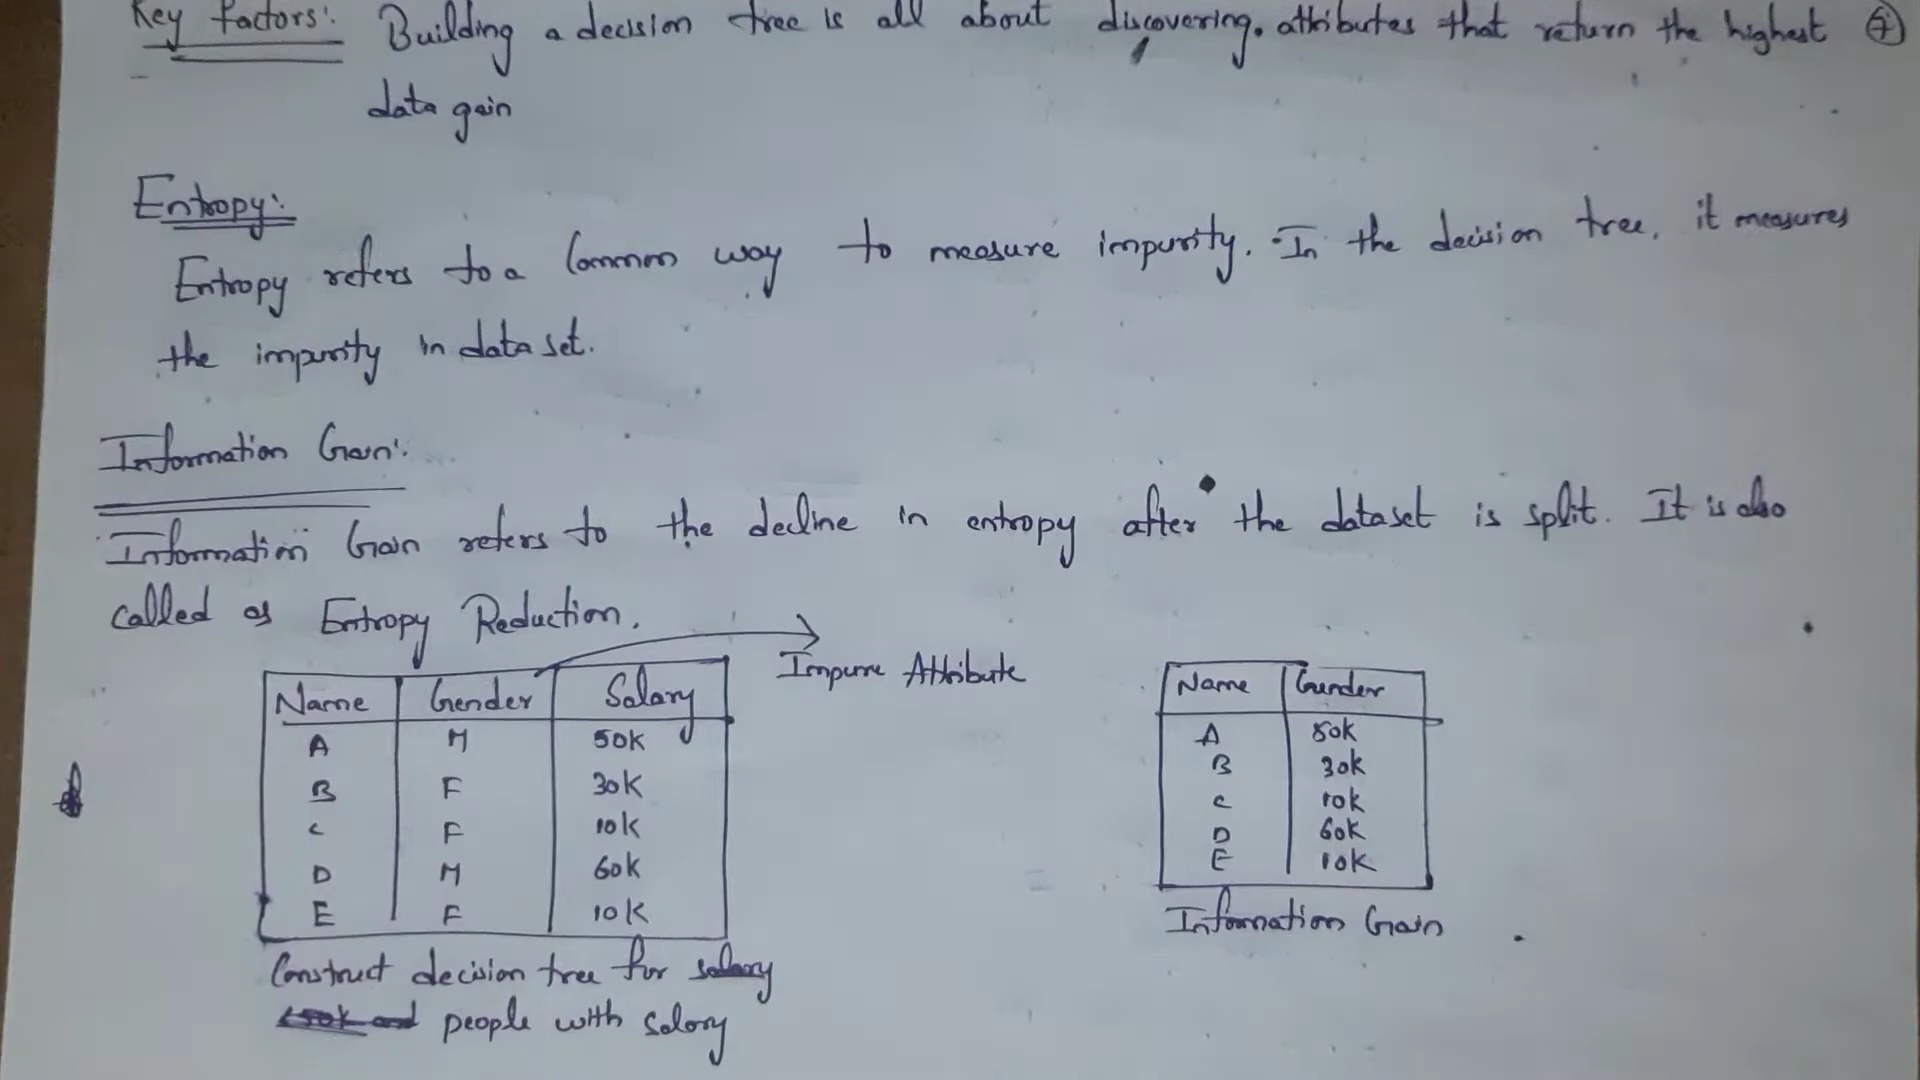 Key factors: Building a decision tree is all about discovering attributes that return the highest 7
data gain
Entropy:
Entropy refers to a Common way to measure impurity. In the decision tree, it measures
the impurity in data set.
Information Gain:
Information Gain refers to the decline in entropy after the dataset is split. It is also
called as Entropy Reduction.
Impure Attribute
Name Gender Salary
A M 50K
B F 30K
C F 10K
D M 60K
E F 10K
Construct decision tree for salary
people with salary
Name Gender
A 50K
B 30K
C 10K
D 60K
E 10K
Information Gain